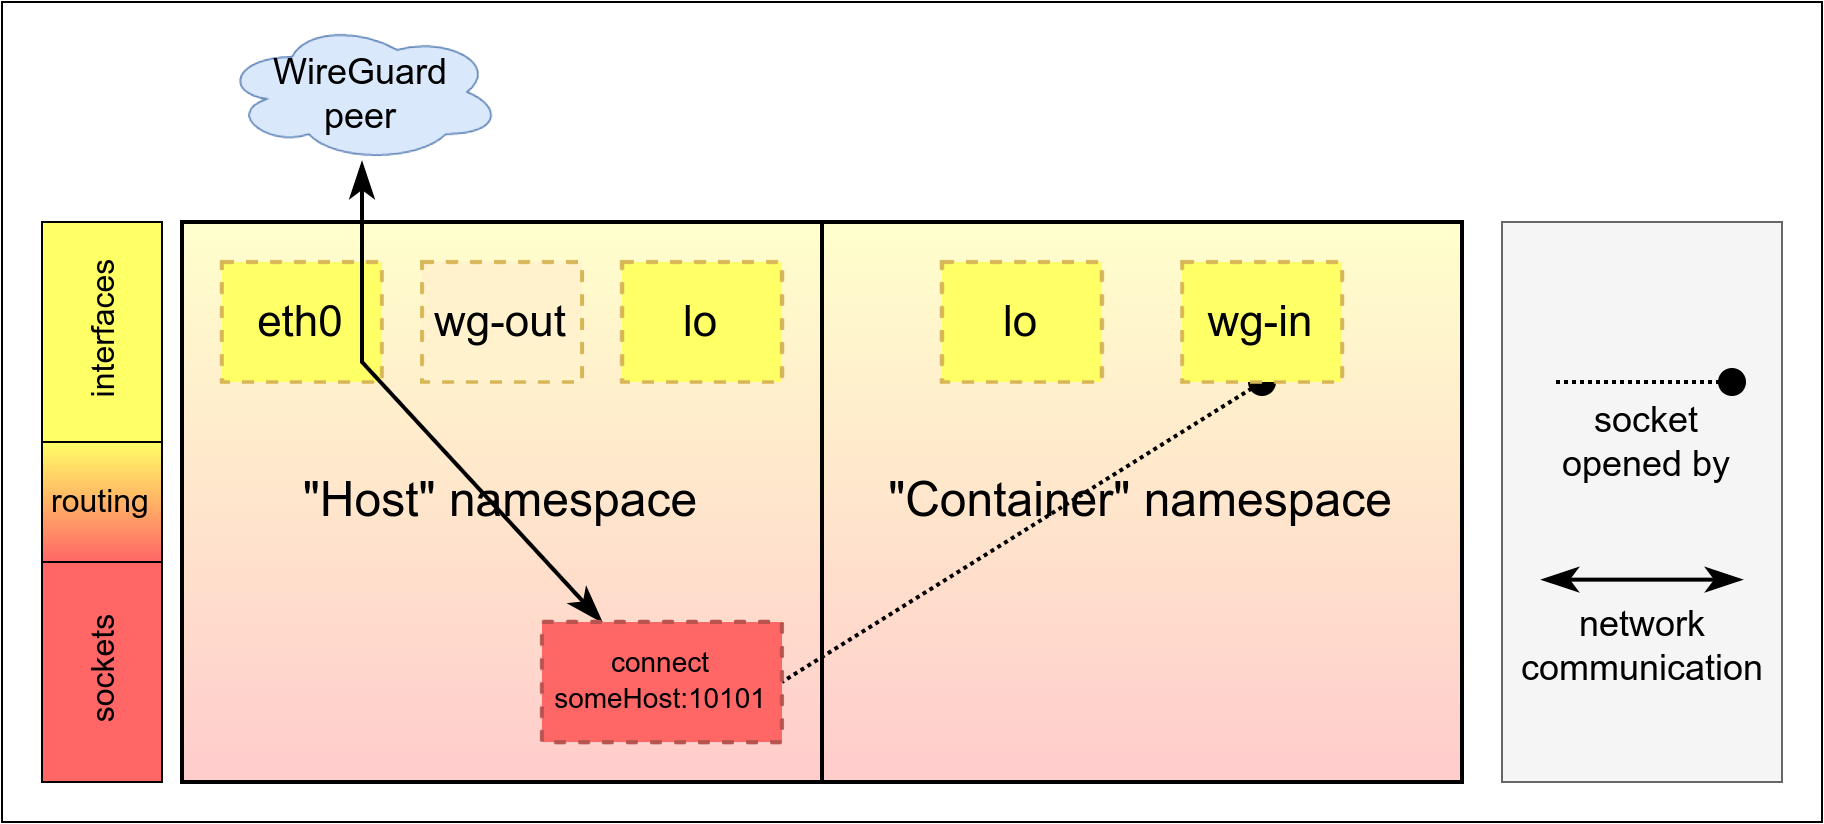 WireGuard
peer
interfaces
routing
sockets
eth0
wg-out
lo
"Host" namespace
connect
someHost:10101
lo
wg-in
"Container" namespace
socket
opened by
network
communication